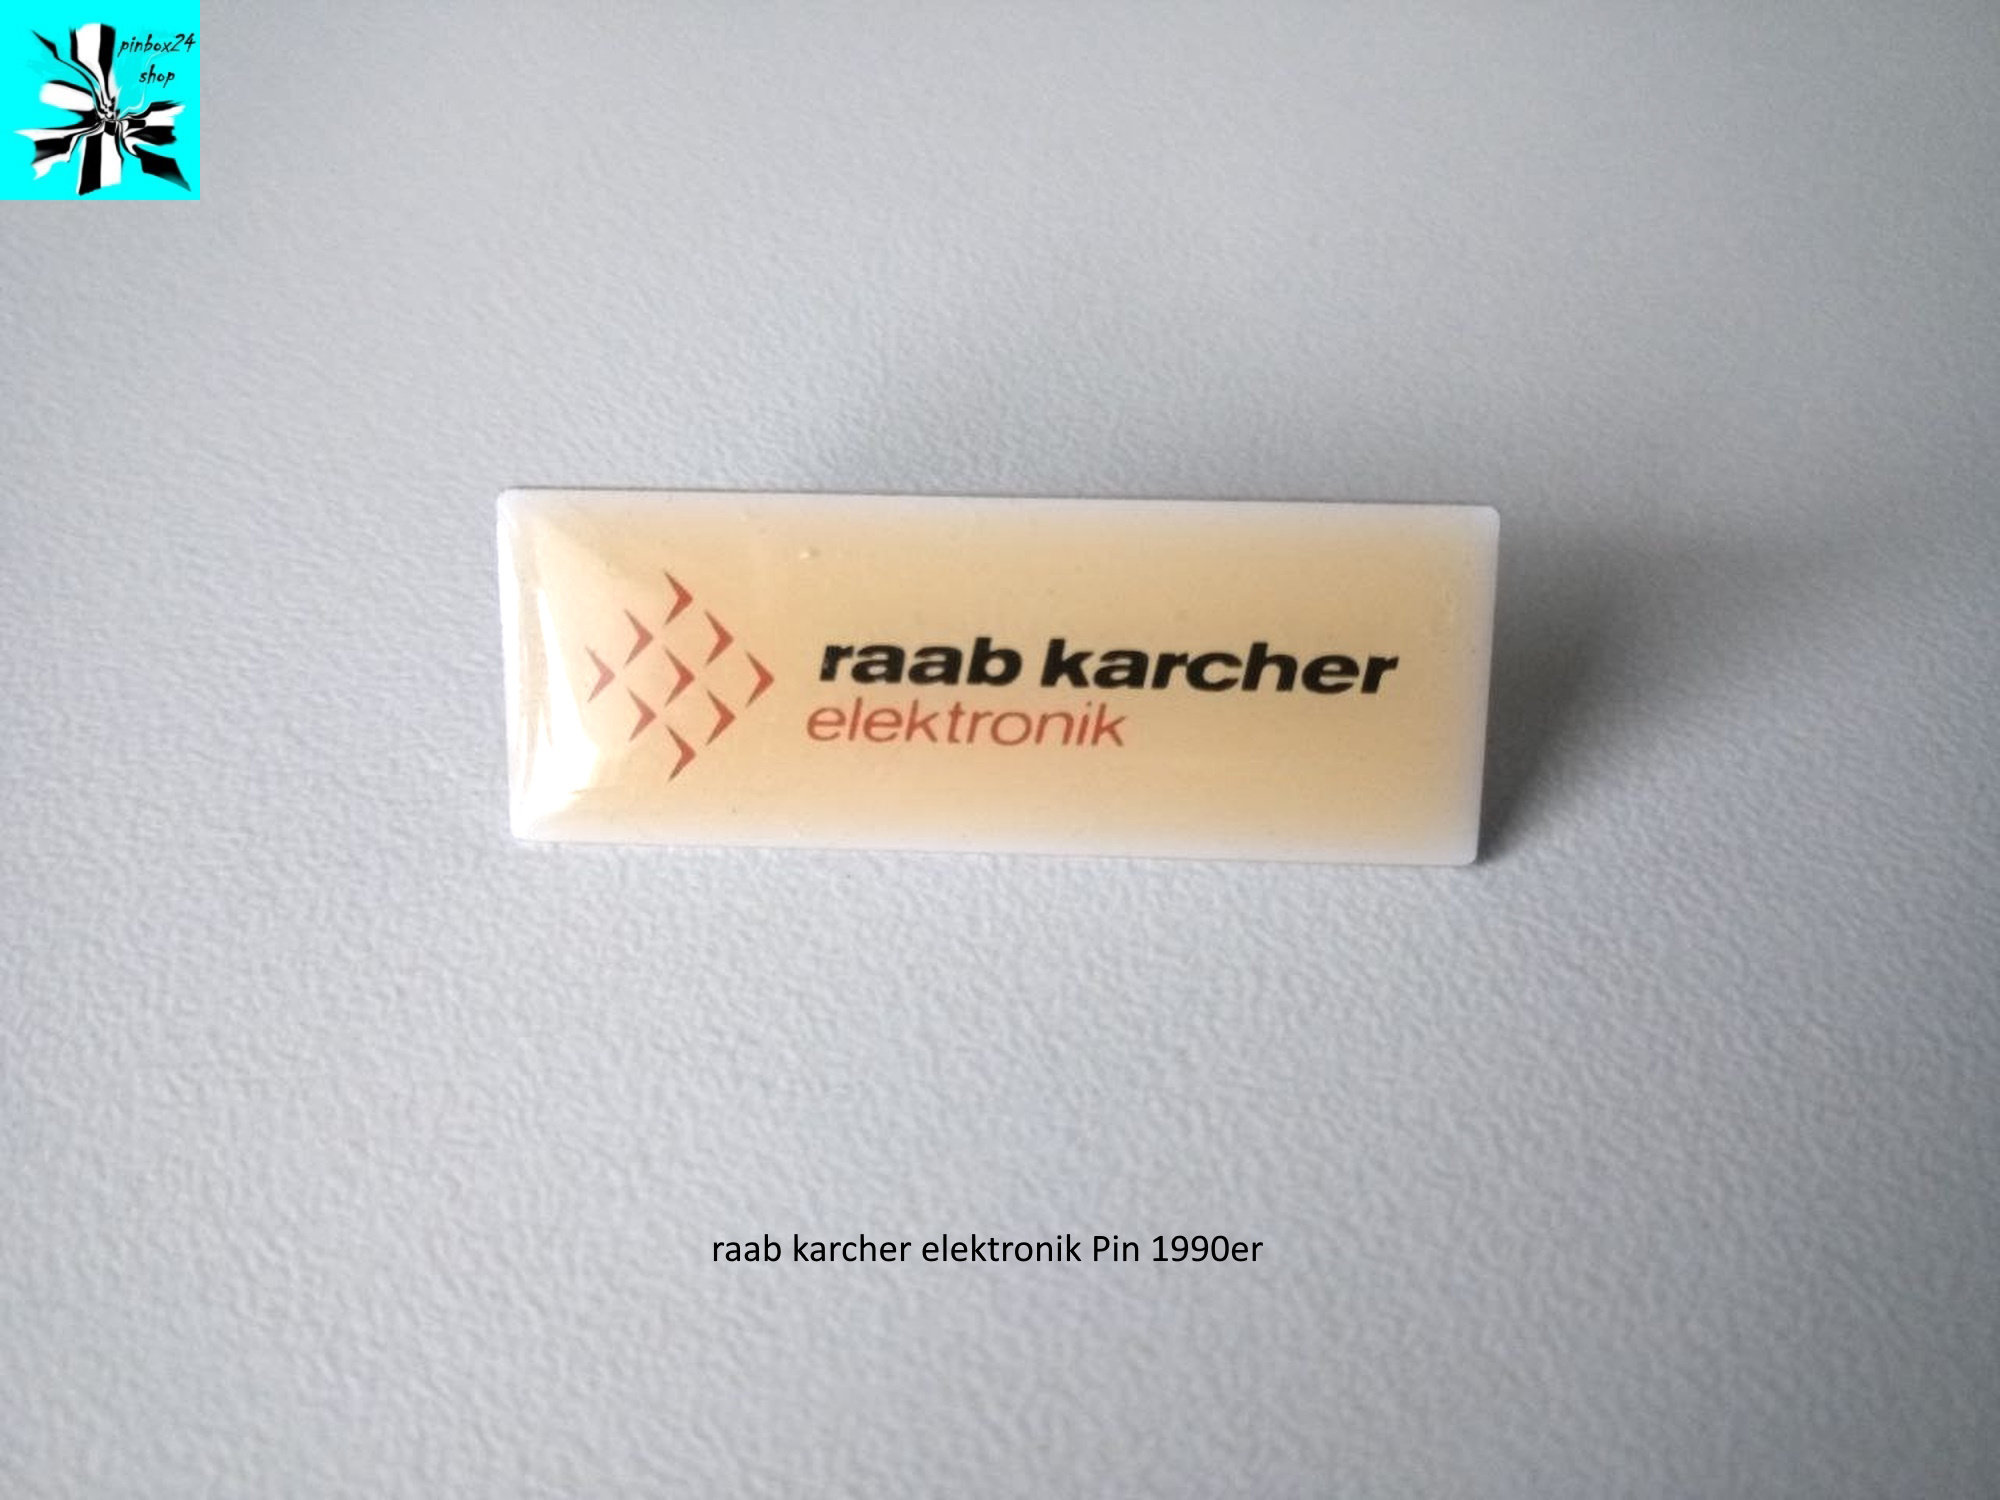 pinbox24
shop
raab karcher
elektronik
raab karcher elektronik Pin 1990er